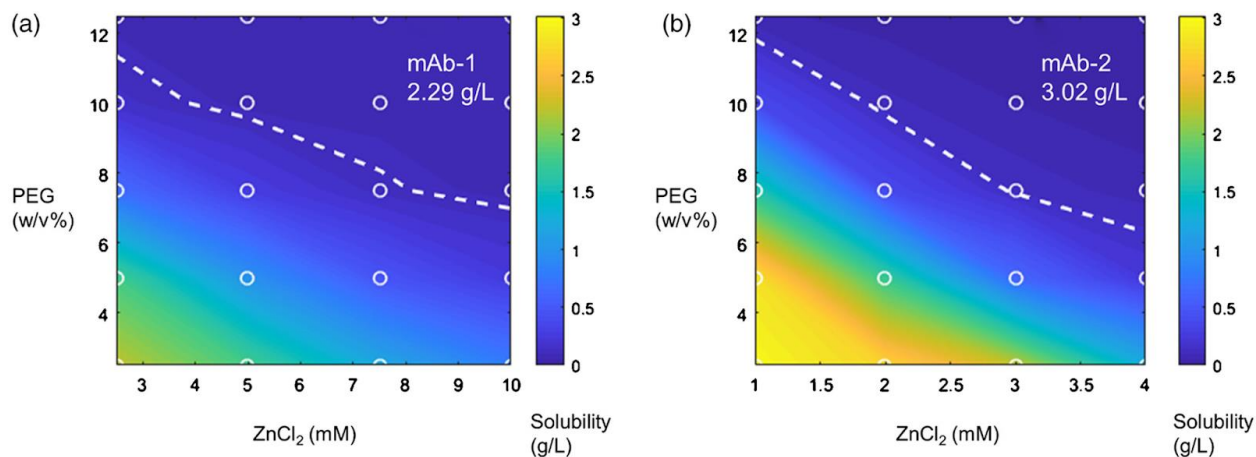 (a)
12
10
8
6
4
PEG
(w/v%)
mAb-1
2.29 g/L
3 4 5 6 7 8 9 10
ZnCl₂ (mM)
3
2.5
2
1.5
1
0.5
0
Solubility
(g/L)
(b)
12
10
8
6
4
PEG
(w/v%)
mAb-2
3.02 g/L
1 1.5 2 2.5 3 3.5 4
ZnCl₂ (mM)
3
2.5
2
1.5
1
0.5
0
Solubility
(g/L)